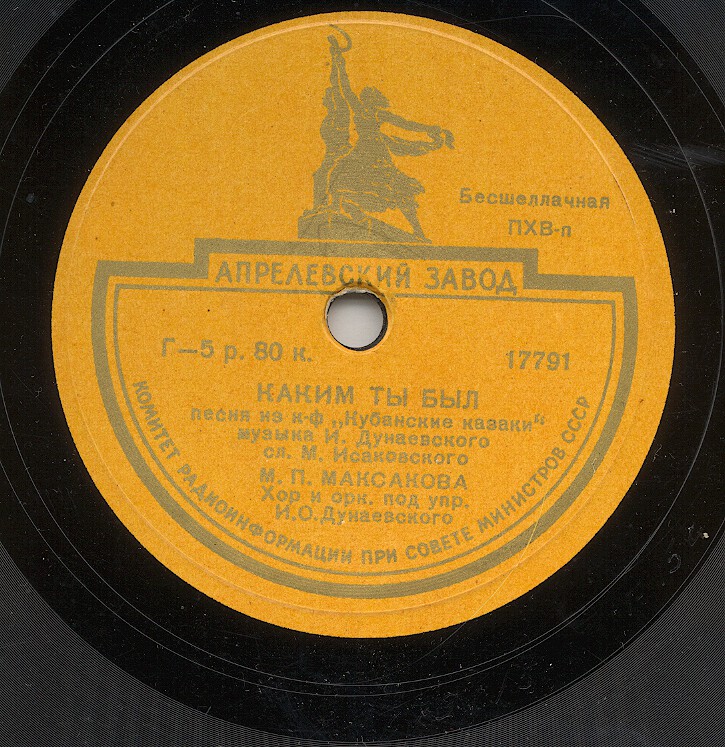 Бесшеллачная
ПХВ-п
АПРЕЛЕВСКИЙ ЗАВОД
Г—5 р. 80 к. 17791
КАКИМ ТЫ БЫЛ
песня из к-ф „Кубанские казаки"
музыка И. Дунаевского
сл. М. Исаковского
М. П. МАКСАКОВА
Хор и орк. под упр.
И.О.Дунаевского
КОМИТЕТ РАДИОИНФОРМАЦИИ ПРИ СОВЕТЕ МИНИСТРОВ СССР